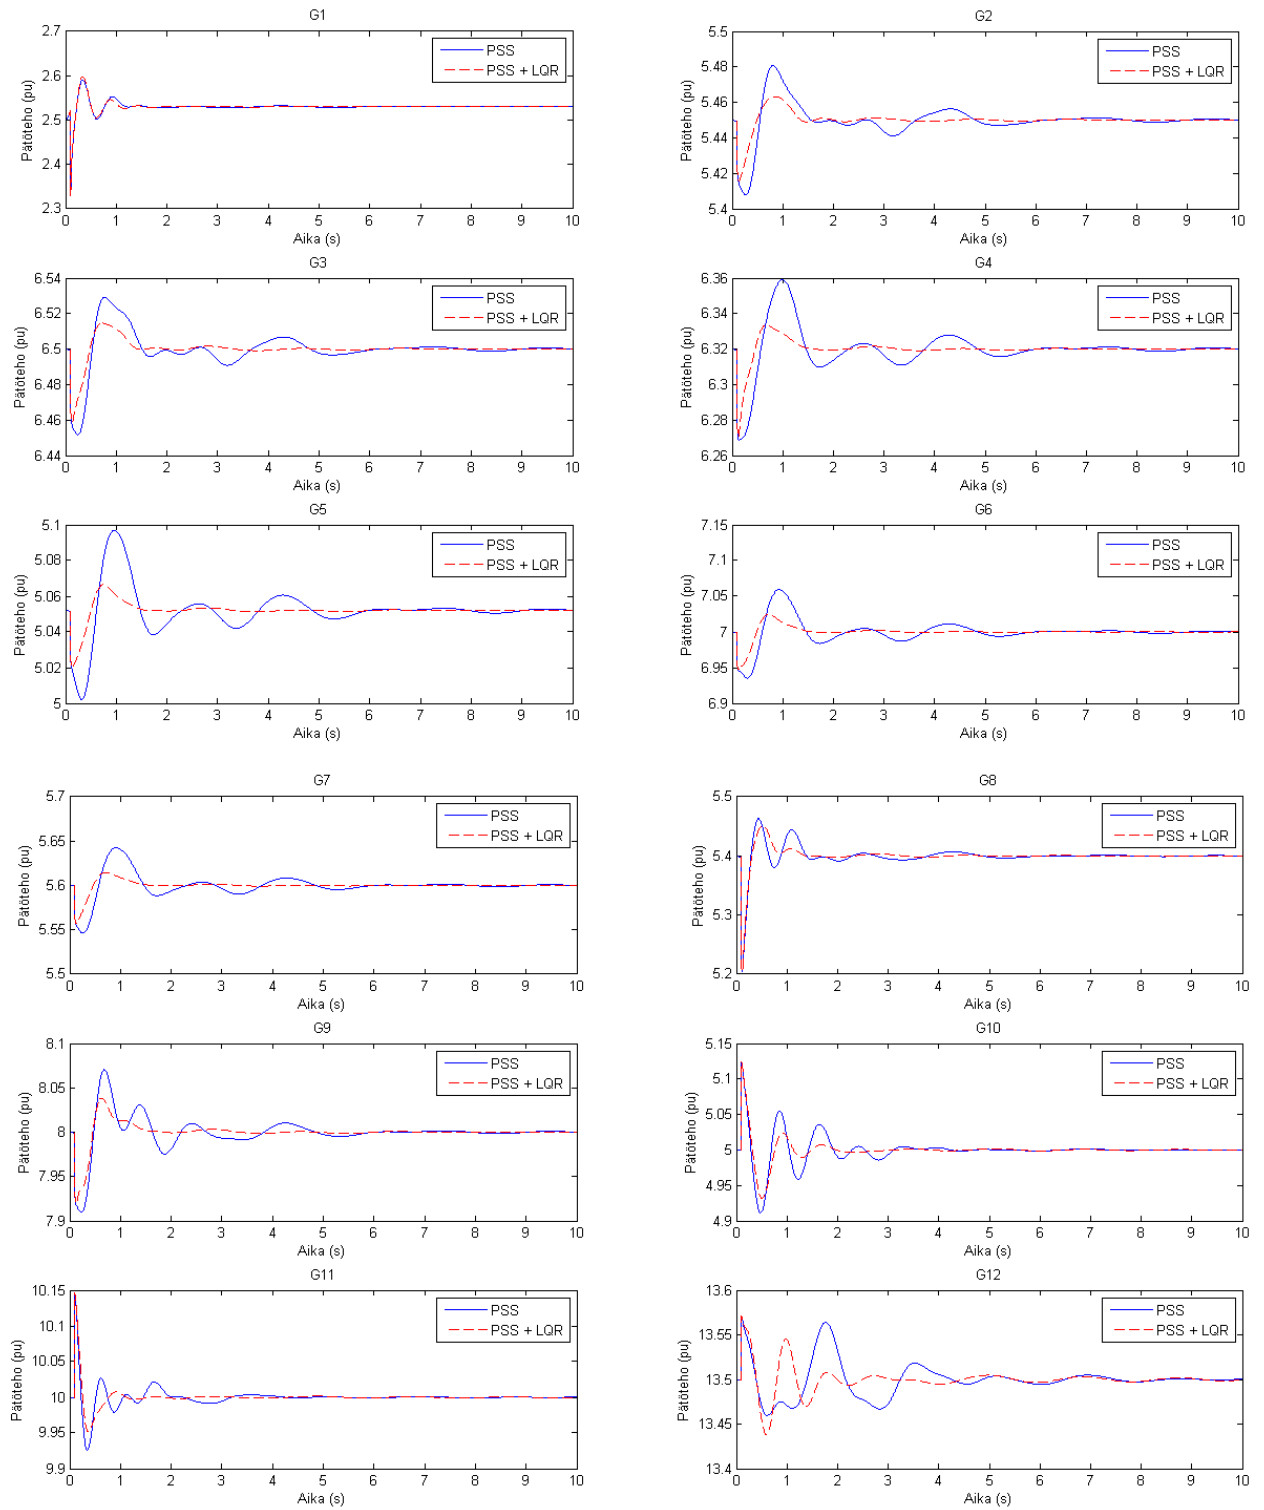 G1
2.7
2.6
2.5
2.4
2.3
Pätöteho (pu)
PSS
PSS + LQR
0 1 2 3 4 5 6 7 8 9 10
Aika (s)
G2
5.5
5.48
5.46
5.44
5.42
5.4
Pätöteho (pu)
PSS
PSS + LQR
0 1 2 3 4 5 6 7 8 9 10
Aika (s)
G3
6.54
6.52
6.5
6.48
6.46
6.44
Pätöteho (pu)
PSS
PSS + LQR
0 1 2 3 4 5 6 7 8 9 10
Aika (s)
G4
6.36
6.34
6.32
6.3
6.28
6.26
Pätöteho (pu)
PSS
PSS + LQR
0 1 2 3 4 5 6 7 8 9 10
Aika (s)
G5
5.1
5.08
5.06
5.04
5.02
5
Pätöteho (pu)
PSS
PSS + LQR
0 1 2 3 4 5 6 7 8 9 10
Aika (s)
G6
7.15
7.1
7.05
7
6.95
6.9
Pätöteho (pu)
PSS
PSS + LQR
0 1 2 3 4 5 6 7 8 9 10
Aika (s)
G7
5.7
5.65
5.6
5.55
5.5
Pätöteho (pu)
PSS
PSS + LQR
0 1 2 3 4 5 6 7 8 9 10
Aika (s)
G8
5.5
5.4
5.3
5.2
Pätöteho (pu)
PSS
PSS + LQR
0 1 2 3 4 5 6 7 8 9 10
Aika (s)
G9
8.1
8.05
8
7.95
7.9
Pätöteho (pu)
PSS
PSS + LQR
0 1 2 3 4 5 6 7 8 9 10
Aika (s)
G10
5.15
5.1
5.05
5
4.95
4.9
Pätöteho (pu)
PSS
PSS + LQR
0 1 2 3 4 5 6 7 8 9 10
Aika (s)
G11
10.15
10.1
10.05
10
9.95
9.9
Pätöteho (pu)
PSS
PSS + LQR
0 1 2 3 4 5 6 7 8 9 10
Aika (s)
G12
13.6
13.55
13.5
13.45
13.4
Pätöteho (pu)
PSS
PSS + LQR
0 1 2 3 4 5 6 7 8 9 10
Aika (s)